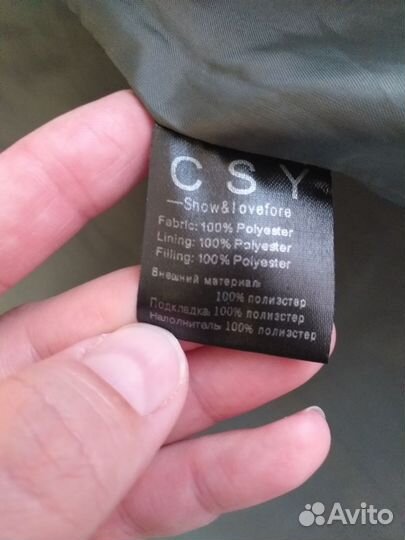 C S Y
—Show&lovefore
Fabric: 100% Polyester
Lining: 100% Polyester
Filling: 100% Polyester
Внешний материал:
100% полиэстер
Подкладка: 100% полиэстер
Наполнитель 100% полиэстер
Avito